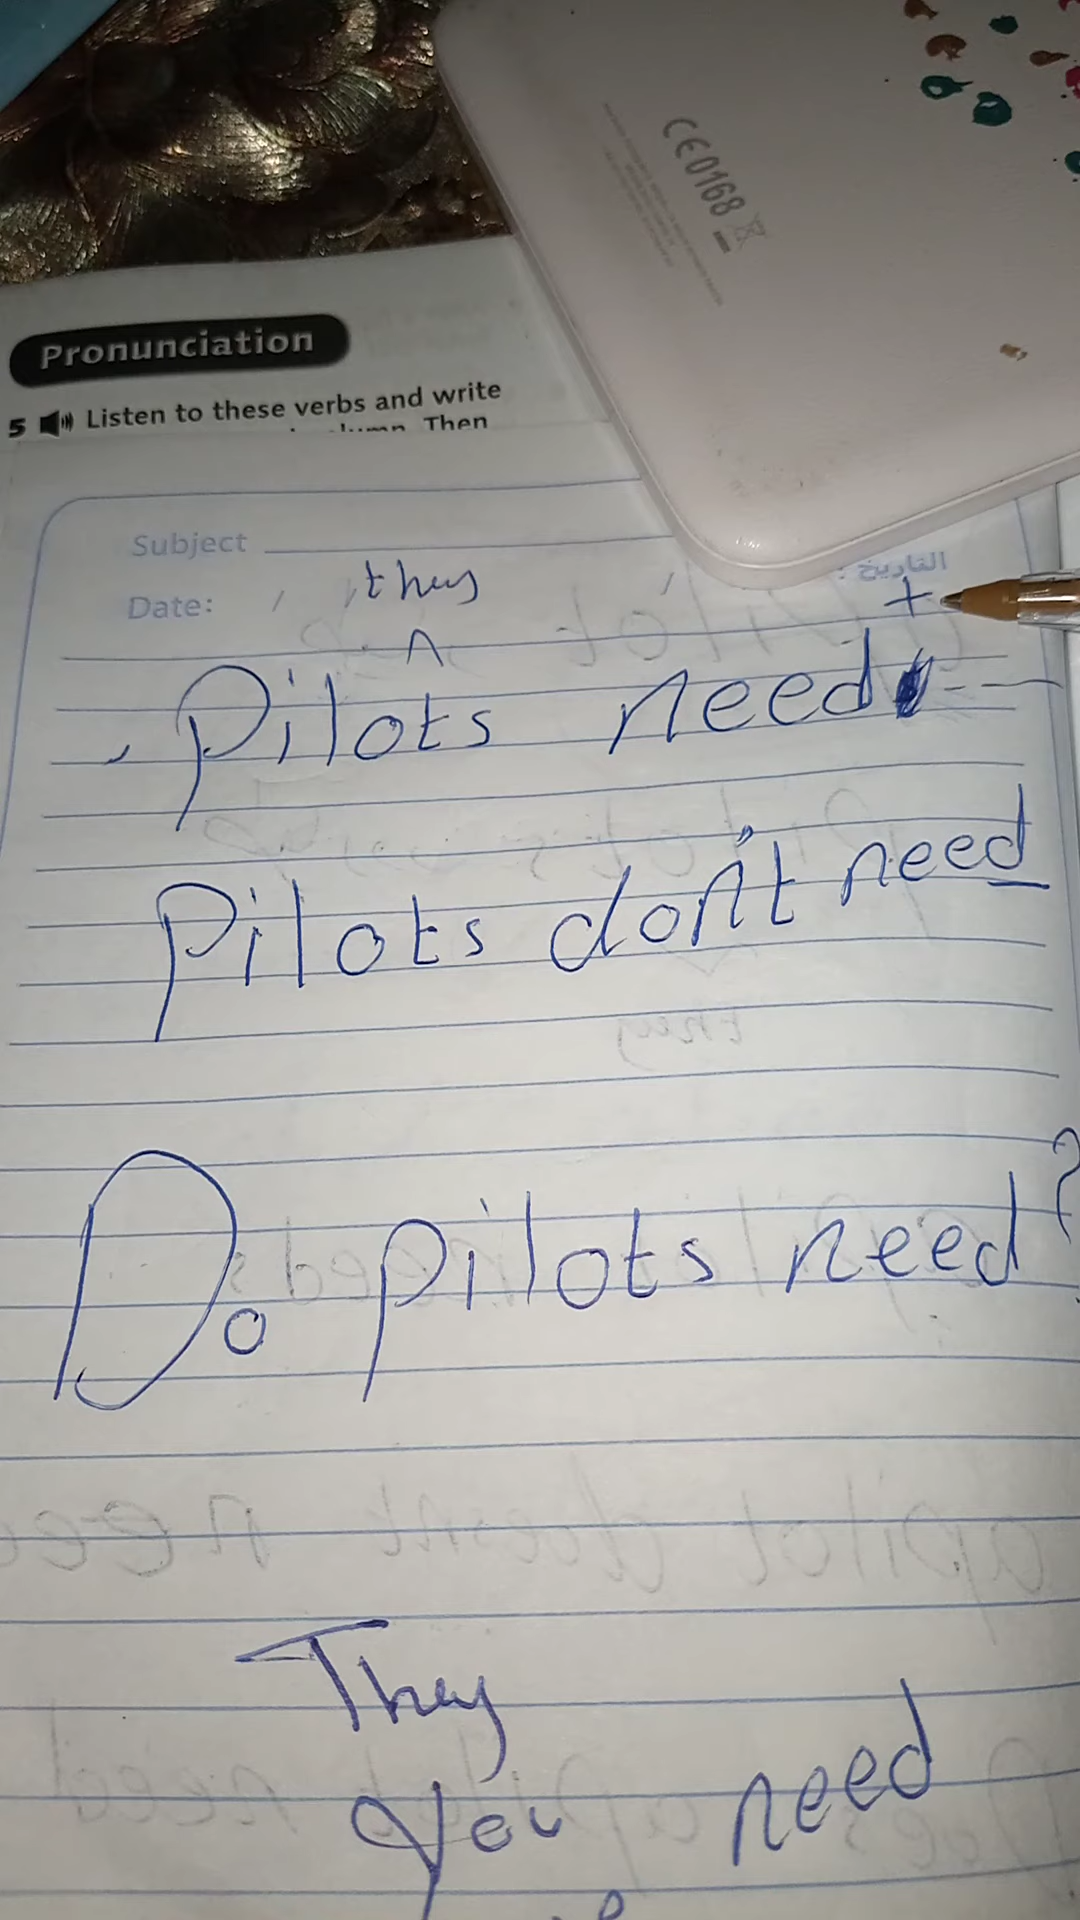 CE0168
Pronunciation
5 Listen to these verbs and write
Then
Subject
التاريخ :
they
Date:
+
^
Pilots need
Pilots don't need
Do pilots need?
They
You need